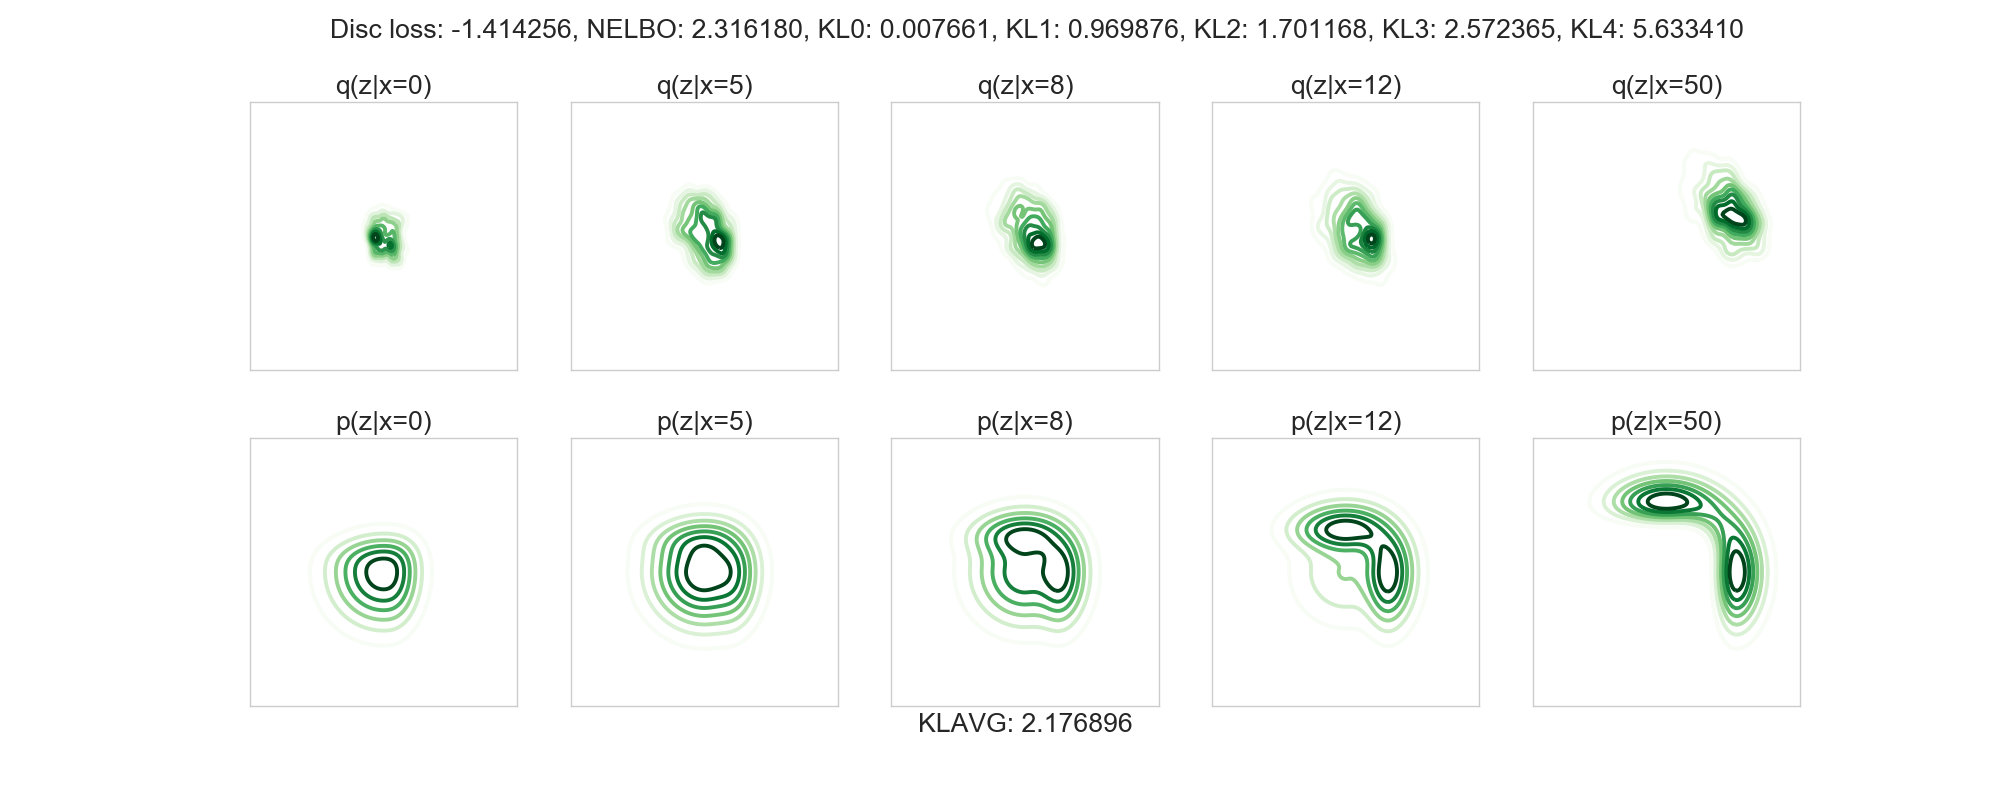 Disc loss: -1.414256, NELBO: 2.316180, KL0: 0.007661, KL1: 0.969876, KL2: 1.701168, KL3: 2.572365, KL4: 5.633410
q(z|x=0) q(z|x=5) q(z|x=8) q(z|x=12) q(z|x=50)
p(z|x=0) p(z|x=5) p(z|x=8) p(z|x=12) p(z|x=50)
KLAVG: 2.176896